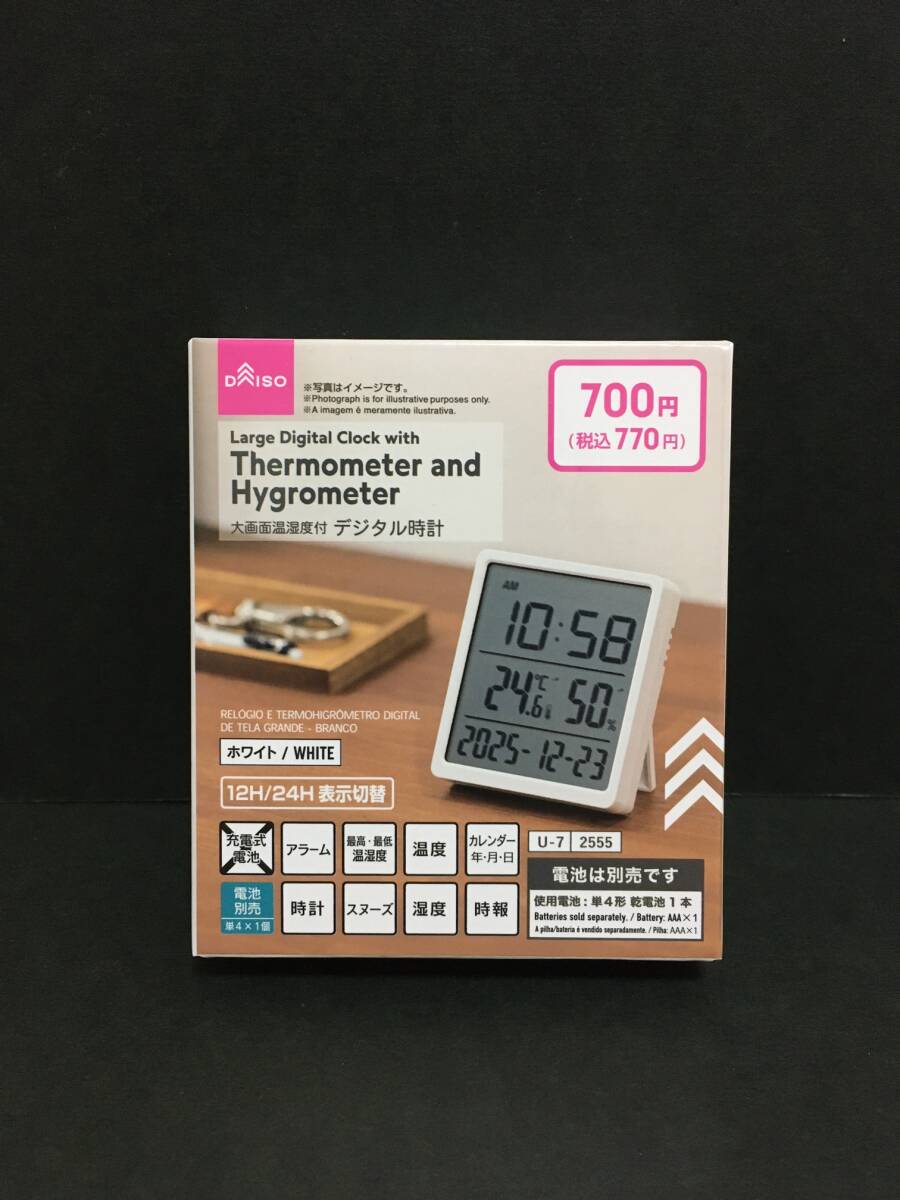 DAISO
※写真はイメージです。
※Photograph is for illustrative purposes only.
※A imagem é meramente ilustrativa.
700円
(税込770円)
Large Digital Clock with
Thermometer and
Hygrometer
大画面温湿度付 デジタル時計
AM
10:58
24.6℃ 50%
2025-12-23
RELÓGIO E TERMOHIGRÔMETRO DIGITAL
DE TELA GRANDE - BRANCO
ホワイト / WHITE
12H/24H 表示切替
充電式
電池
アラーム
最高・最低
温湿度
温度
カレンダー
年・月・日
電池
別売
単4×1個
時計
スヌーズ
湿度
時報
U-7 2555
電池は別売です
使用電池:単4形 乾電池1本
Batteries sold separately. / Battery: AAA×1
A pilha/bateria é vendido separadamente. / Pilha: AAA×1